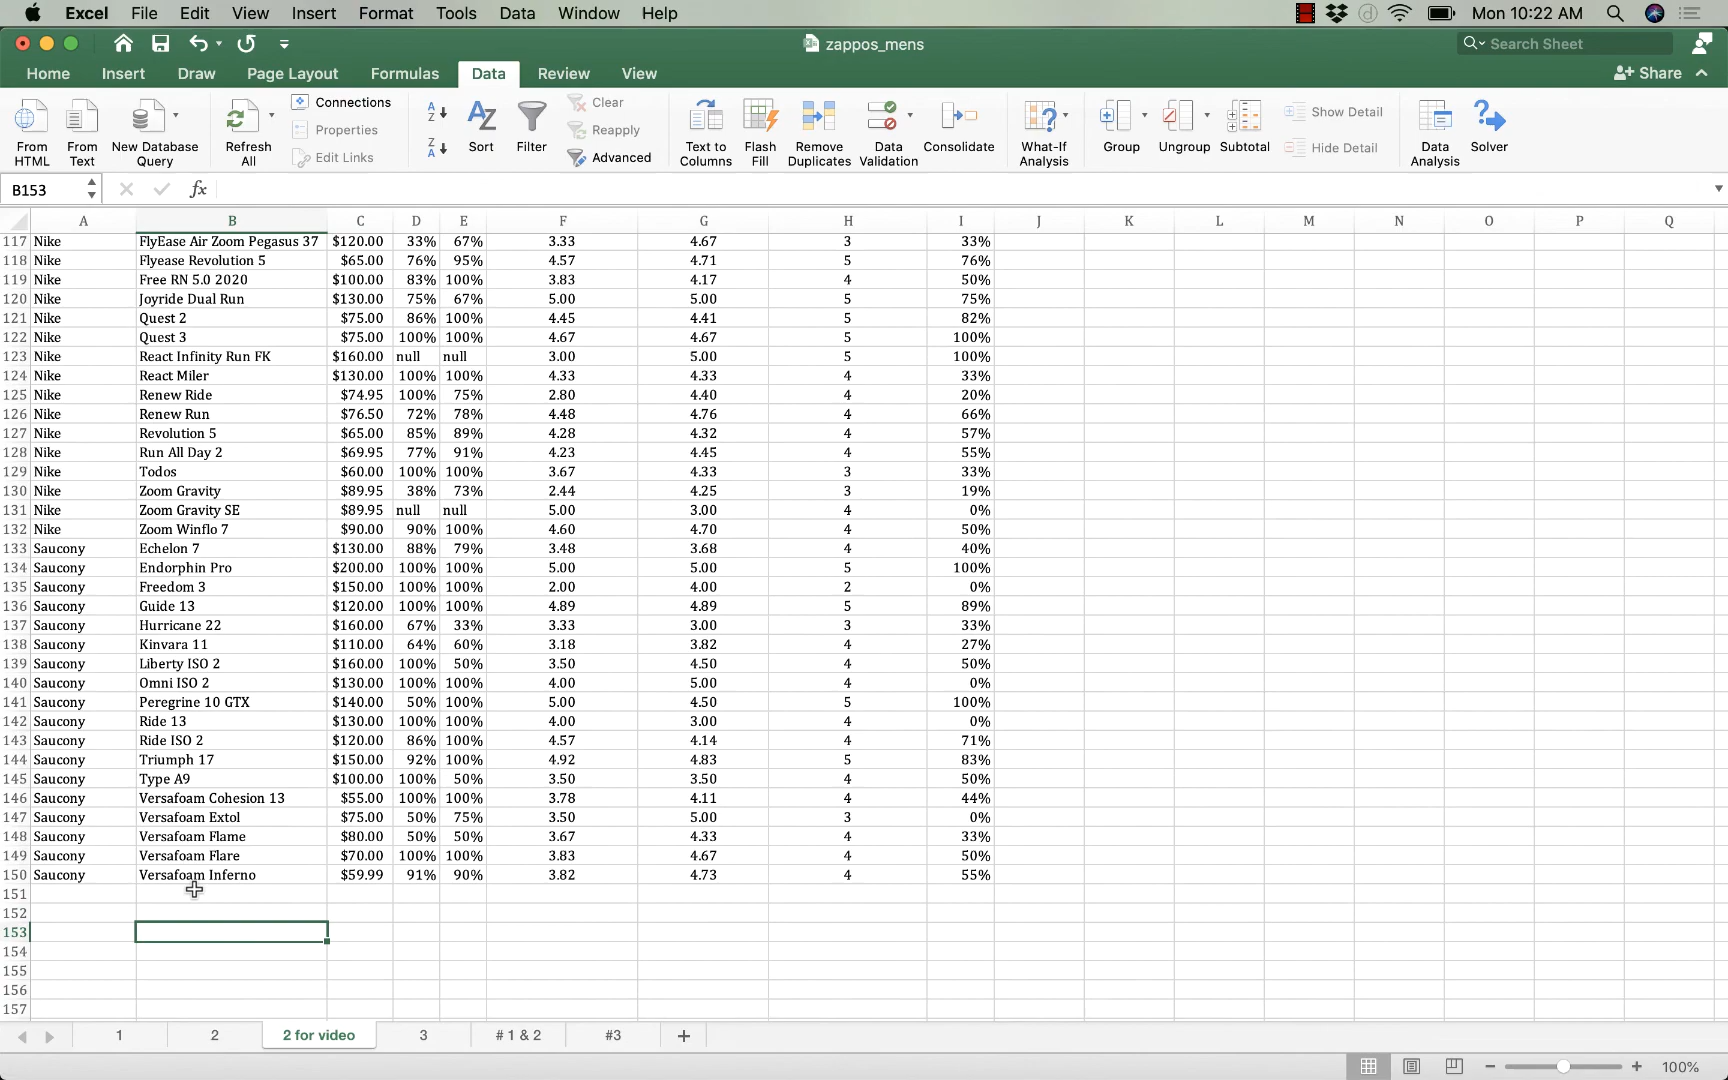 Excel File Edit View Insert Format Tools Data Window Help Mon 10:22 AM
zappos_mens Search Sheet
Home Insert Draw Page Layout Formulas Data Review View Share
From HTML From Text New Database Query Refresh All Connections Properties Edit Links Sort Filter Clear Reapply Advanced Text to Columns Flash Fill Remove Duplicates Data Validation Consolidate What-If Analysis Group Ungroup Subtotal Show Detail Hide Detail Data Analysis Solver
B153 fx
A B C D E F G H I J K L M N O P Q
117 Nike FlyEase Air Zoom Pegasus 37 $120.00 33% 67% 3.33 4.67 3 33%
118 Nike Flyease Revolution 5 $65.00 76% 95% 4.57 4.71 5 76%
119 Nike Free RN 5.0 2020 $100.00 83% 100% 3.83 4.17 4 50%
120 Nike Joyride Dual Run $130.00 75% 67% 5.00 5.00 5 75%
121 Nike Quest 2 $75.00 86% 100% 4.45 4.41 5 82%
122 Nike Quest 3 $75.00 100% 100% 4.67 4.67 5 100%
123 Nike React Infinity Run FK $160.00 null null 3.00 5.00 5 100%
124 Nike React Miler $130.00 100% 100% 4.33 4.33 4 33%
125 Nike Renew Ride $74.95 100% 75% 2.80 4.40 4 20%
126 Nike Renew Run $76.50 72% 78% 4.48 4.76 4 66%
127 Nike Revolution 5 $65.00 85% 89% 4.28 4.32 4 57%
128 Nike Run All Day 2 $69.95 77% 91% 4.23 4.45 4 55%
129 Nike Todos $60.00 100% 100% 3.67 4.33 3 33%
130 Nike Zoom Gravity $89.95 38% 73% 2.44 4.25 3 19%
131 Nike Zoom Gravity SE $89.95 null null 5.00 3.00 4 0%
132 Nike Zoom Winflo 7 $90.00 90% 100% 4.60 4.70 4 50%
133 Saucony Echelon 7 $130.00 88% 79% 3.48 3.68 4 40%
134 Saucony Endorphin Pro $200.00 100% 100% 5.00 5.00 5 100%
135 Saucony Freedom 3 $150.00 100% 100% 2.00 4.00 2 0%
136 Saucony Guide 13 $120.00 100% 100% 4.89 4.89 5 89%
137 Saucony Hurricane 22 $160.00 67% 33% 3.33 3.00 3 33%
138 Saucony Kinvara 11 $110.00 64% 60% 3.18 3.82 4 27%
139 Saucony Liberty ISO 2 $160.00 100% 50% 3.50 4.50 4 50%
140 Saucony Omni ISO 2 $130.00 100% 100% 4.00 5.00 4 0%
141 Saucony Peregrine 10 GTX $140.00 50% 100% 5.00 4.50 5 100%
142 Saucony Ride 13 $130.00 100% 100% 4.00 3.00 4 0%
143 Saucony Ride ISO 2 $120.00 86% 100% 4.57 4.14 4 71%
144 Saucony Triumph 17 $150.00 92% 100% 4.92 4.83 5 83%
145 Saucony Type A9 $100.00 100% 50% 3.50 3.50 4 50%
146 Saucony Versafoam Cohesion 13 $55.00 100% 100% 3.78 4.11 4 44%
147 Saucony Versafoam Extol $75.00 50% 75% 3.50 5.00 3 0%
148 Saucony Versafoam Flame $80.00 50% 50% 3.67 4.33 4 33%
149 Saucony Versafoam Flare $70.00 100% 100% 3.83 4.67 4 50%
150 Saucony Versafoam Inferno $59.99 91% 90% 3.82 4.73 4 55%
151
152
153
154
155
156
157
1 2 2 for video 3 # 1 & 2 #3 +
100%